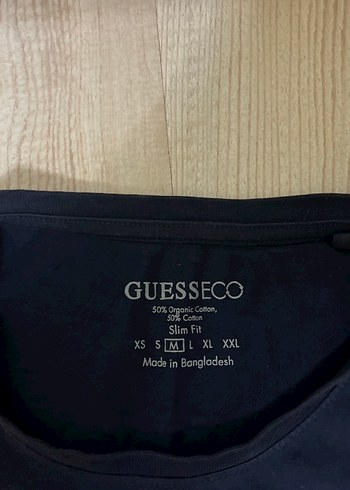 GUESSECO
50% Organic Cotton,
50% Cotton
Slim Fit
XS S M L XL XXL
Made in Bangladesh